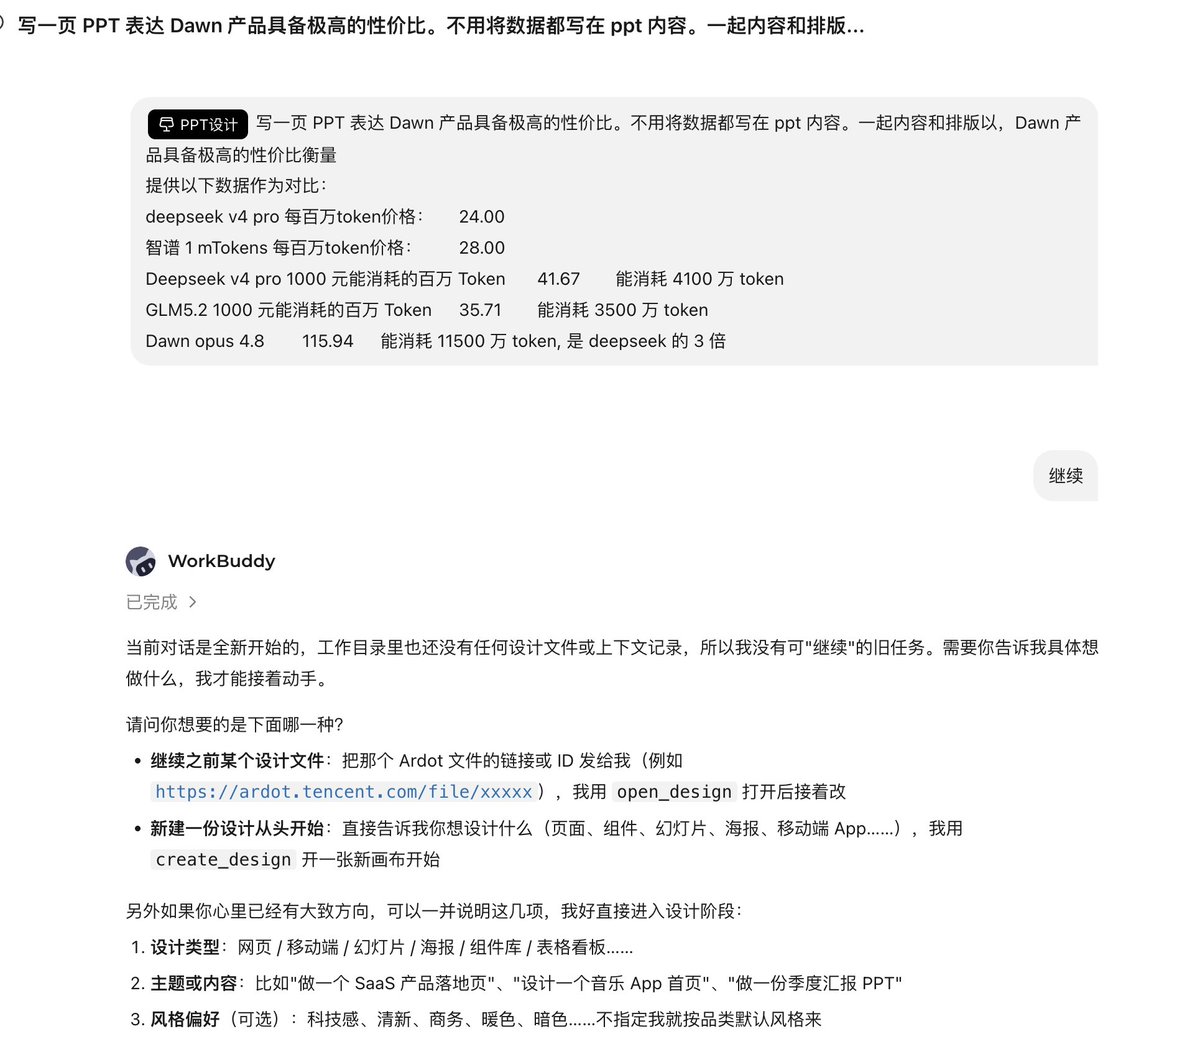 写一页 PPT 表达 Dawn 产品具备极高的性价比。不用将数据都写在 ppt 内容。一起内容和排版...
PPT设计 写一页 PPT 表达 Dawn 产品具备极高的性价比。不用将数据都写在 ppt 内容。一起内容和排版以，Dawn 产
品具备极高的性价比衡量
提供以下数据作为对比：
deepseek v4 pro 每百万token价格： 24.00
智谱 1 mTokens 每百万token价格： 28.00
Deepseek v4 pro 1000 元能消耗的百万 Token 41.67 能消耗 4100 万 token
GLM5.2 1000 元能消耗的百万 Token 35.71 能消耗 3500 万 token
Dawn opus 4.8 115.94 能消耗 11500 万 token, 是 deepseek 的 3 倍
继续
WorkBuddy
已完成 >
当前对话是全新开始的，工作目录里也还没有任何设计文件或上下文记录，所以我没有可"继续"的旧任务。需要你告诉我具体想
做什么，我才能接着动手。
请问你想要的是下面哪一种？
• 继续之前某个设计文件：把那个 Ardot 文件的链接或 ID 发给我（例如
https://ardot.tencent.com/file/xxxxx），我用 open_design 打开后接着改
• 新建一份设计从头开始：直接告诉我你想设计什么（页面、组件、幻灯片、海报、移动端 App……），我用
create_design 开一张新画布开始
另外如果你心里已经有大致方向，可以一并说明这几项，我好直接进入设计阶段：
1. 设计类型：网页 / 移动端 / 幻灯片 / 海报 / 组件库 / 表格看板……
2. 主题或内容：比如"做一个 SaaS 产品落地页"、"设计一个音乐 App 首页"、"做一份季度汇报 PPT"
3. 风格偏好（可选）：科技感、清新、商务、暖色、暗色……不指定我就按品类默认风格来